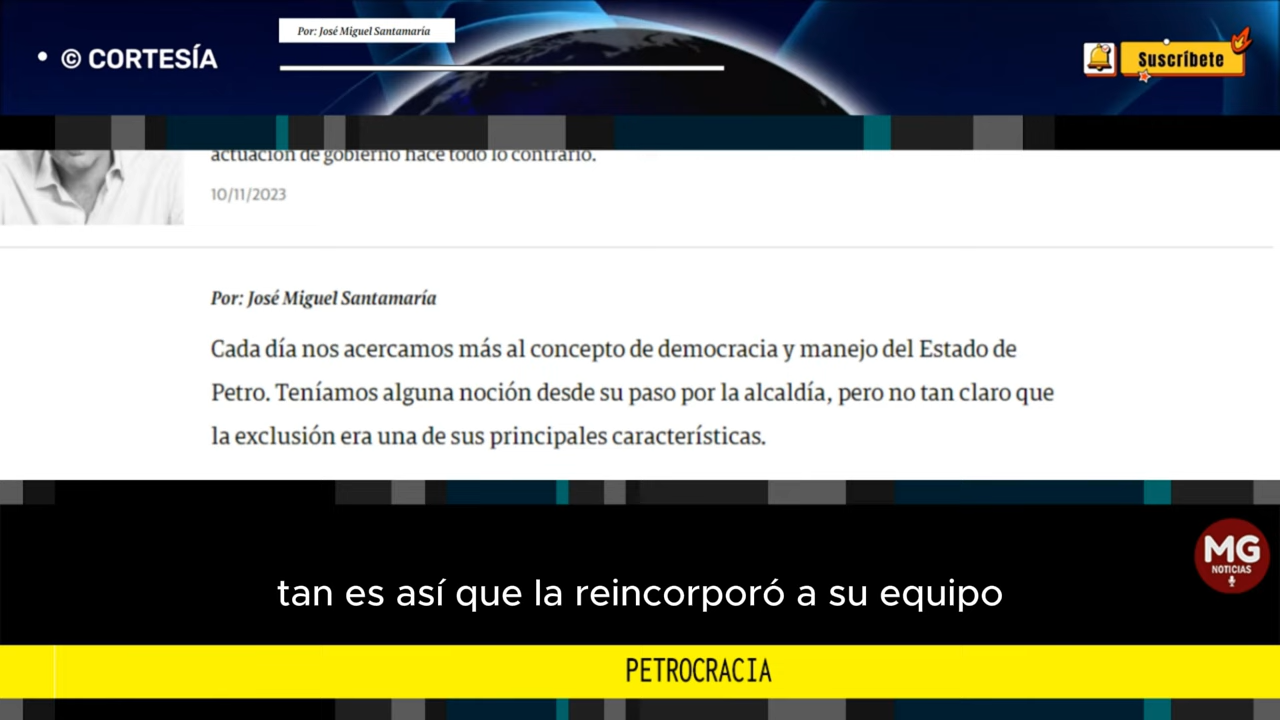 Por: José Miguel Santamaría
• © CORTESÍA
Suscríbete
actuación de gobierno hace todo lo contrario.
10/11/2023
Por: José Miguel Santamaría
Cada día nos acercamos más al concepto de democracia y manejo del Estado de
Petro. Teníamos alguna noción desde su paso por la alcaldía, pero no tan claro que
la exclusión era una de sus principales características.
MG
NOTICIAS
tan es así que la reincorporó a su equipo
PETROCRACIA